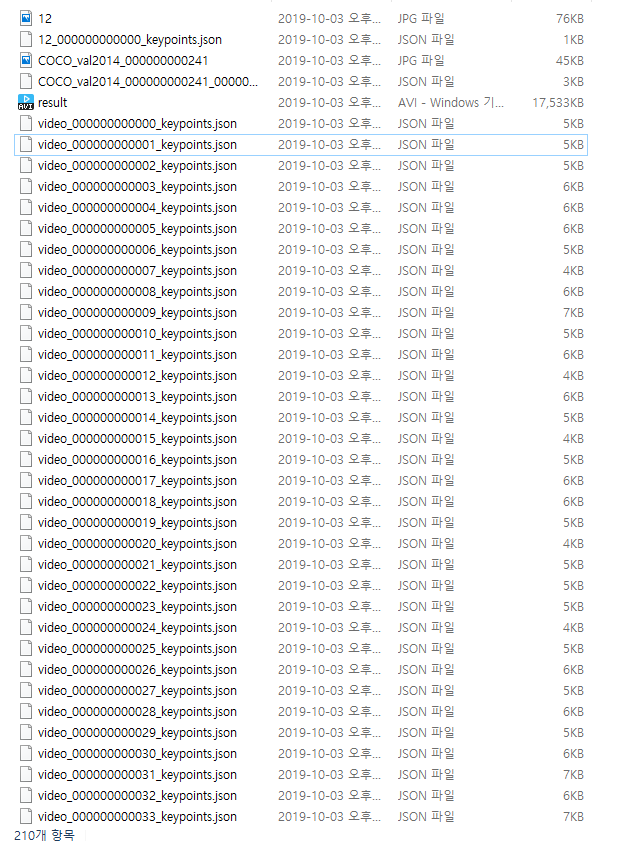 12 2019-10-03 오후... JPG 파일 76KB
12_000000000000_keypoints.json 2019-10-03 오후... JSON 파일 1KB
COCO_val2014_000000000241 2019-10-03 오후... JPG 파일 45KB
COCO_val2014_000000000241_00000... 2019-10-03 오후... JSON 파일 3KB
AVI result 2019-10-03 오후... AVI - Windows 기... 17,533KB
video_000000000000_keypoints.json 2019-10-03 오후... JSON 파일 5KB
video_000000000001_keypoints.json 2019-10-03 오후... JSON 파일 5KB
video_000000000002_keypoints.json 2019-10-03 오후... JSON 파일 5KB
video_000000000003_keypoints.json 2019-10-03 오후... JSON 파일 6KB
video_000000000004_keypoints.json 2019-10-03 오후... JSON 파일 6KB
video_000000000005_keypoints.json 2019-10-03 오후... JSON 파일 6KB
video_000000000006_keypoints.json 2019-10-03 오후... JSON 파일 5KB
video_000000000007_keypoints.json 2019-10-03 오후... JSON 파일 4KB
video_000000000008_keypoints.json 2019-10-03 오후... JSON 파일 6KB
video_000000000009_keypoints.json 2019-10-03 오후... JSON 파일 7KB
video_000000000010_keypoints.json 2019-10-03 오후... JSON 파일 5KB
video_000000000011_keypoints.json 2019-10-03 오후... JSON 파일 6KB
video_000000000012_keypoints.json 2019-10-03 오후... JSON 파일 4KB
video_000000000013_keypoints.json 2019-10-03 오후... JSON 파일 6KB
video_000000000014_keypoints.json 2019-10-03 오후... JSON 파일 5KB
video_000000000015_keypoints.json 2019-10-03 오후... JSON 파일 4KB
video_000000000016_keypoints.json 2019-10-03 오후... JSON 파일 5KB
video_000000000017_keypoints.json 2019-10-03 오후... JSON 파일 6KB
video_000000000018_keypoints.json 2019-10-03 오후... JSON 파일 6KB
video_000000000019_keypoints.json 2019-10-03 오후... JSON 파일 5KB
video_000000000020_keypoints.json 2019-10-03 오후... JSON 파일 4KB
video_000000000021_keypoints.json 2019-10-03 오후... JSON 파일 5KB
video_000000000022_keypoints.json 2019-10-03 오후... JSON 파일 5KB
video_000000000023_keypoints.json 2019-10-03 오후... JSON 파일 5KB
video_000000000024_keypoints.json 2019-10-03 오후... JSON 파일 4KB
video_000000000025_keypoints.json 2019-10-03 오후... JSON 파일 5KB
video_000000000026_keypoints.json 2019-10-03 오후... JSON 파일 6KB
video_000000000027_keypoints.json 2019-10-03 오후... JSON 파일 5KB
video_000000000028_keypoints.json 2019-10-03 오후... JSON 파일 6KB
video_000000000029_keypoints.json 2019-10-03 오후... JSON 파일 5KB
video_000000000030_keypoints.json 2019-10-03 오후... JSON 파일 6KB
video_000000000031_keypoints.json 2019-10-03 오후... JSON 파일 7KB
video_000000000032_keypoints.json 2019-10-03 오후... JSON 파일 6KB
video_000000000033_keypoints.json 2019-10-03 오후... JSON 파일 7KB
210개 항목